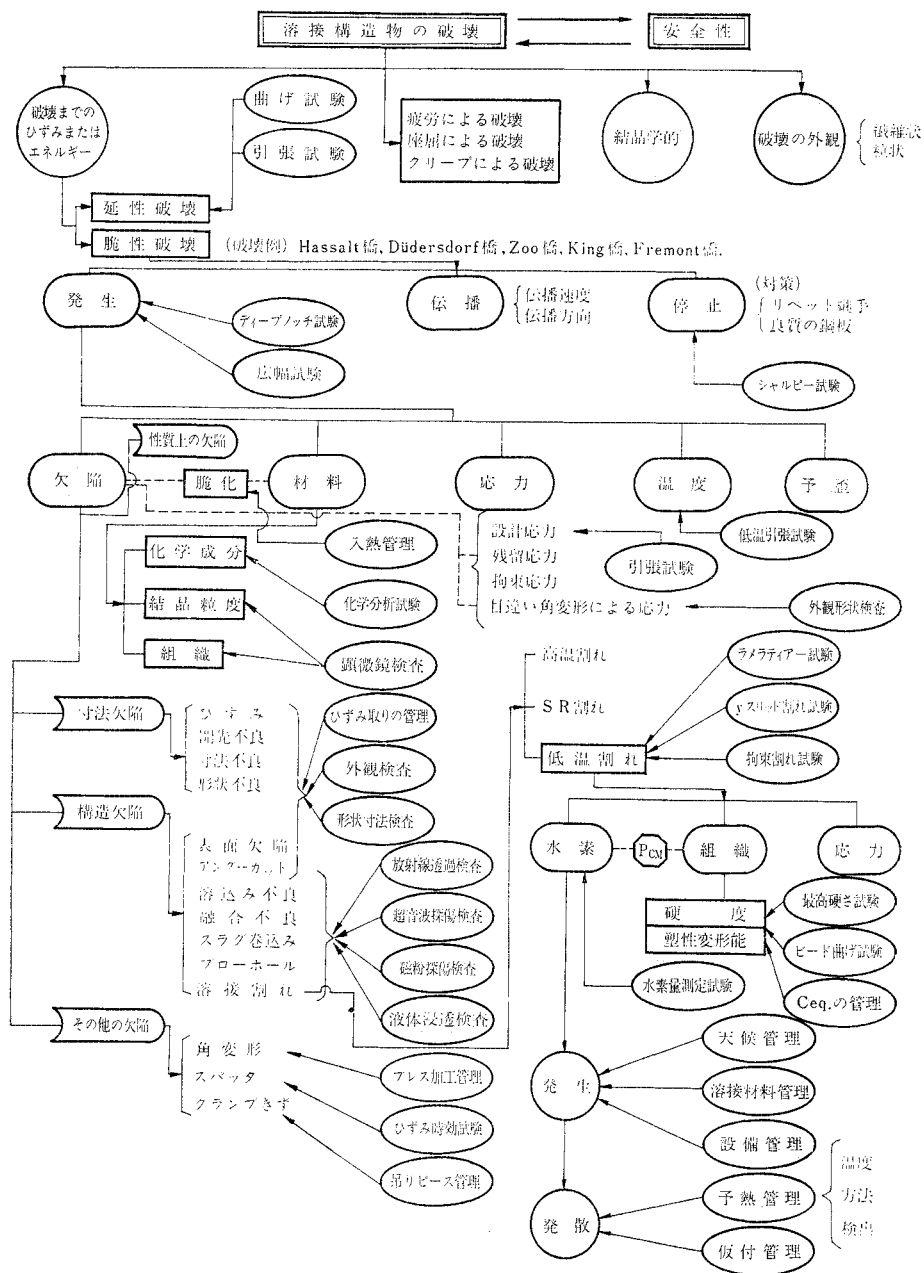 溶接構造物の破壊
安全性
破壊までの
ひずみまたは
エネルギー
曲げ試験
引張試験
疲労による破壊
座屈による破壊
クリープによる破壊
結晶学的
破壊の外観
繊維状
粒状
延性破壊
脆性破壊
(破壊例) Hassalt橋, Düdersdorf橋, Zoo橋, King橋, Fremont橋.
発生
伝播
伝播速度
伝播方向
停止
(対策)
リベット継手
良質の鋼板
ディープノッチ試験
広幅試験
シャルピー試験
性質上の欠陥
欠陥
脆化
材料
応力
温度
予歪
入熱管理
設計応力
残留応力
拘束応力
目違い角変形による応力
引張試験
低温引張試験
外観形状検査
化学成分
結晶粒度
組織
化学分析試験
顕微鏡検査
高温割れ
SR割れ
低温割れ
ラメラティアー試験
yスリット割れ試験
拘束割れ試験
寸法欠陥
ひずみ
開先不良
寸法不良
形状不良
ひずみ取りの管理
外観検査
形状寸法検査
構造欠陥
表面欠陥
アンダーカット
溶込み不良
融合不良
スラグ巻込み
ブローホール
溶接割れ
放射線透過検査
超音波探傷検査
磁粉探傷検査
液体浸透検査
水素
PCM
組織
応力
硬度
塑性変形能
最高硬さ試験
ビード曲げ試験
Ceq.の管理
水素量測定試験
その他の欠陥
角変形
スパッタ
クランプきず
プレス加工管理
ひずみ時効試験
吊りピース管理
発生
天候管理
溶接材料管理
設備管理
発散
予熱管理
仮付管理
温度
方法
検出